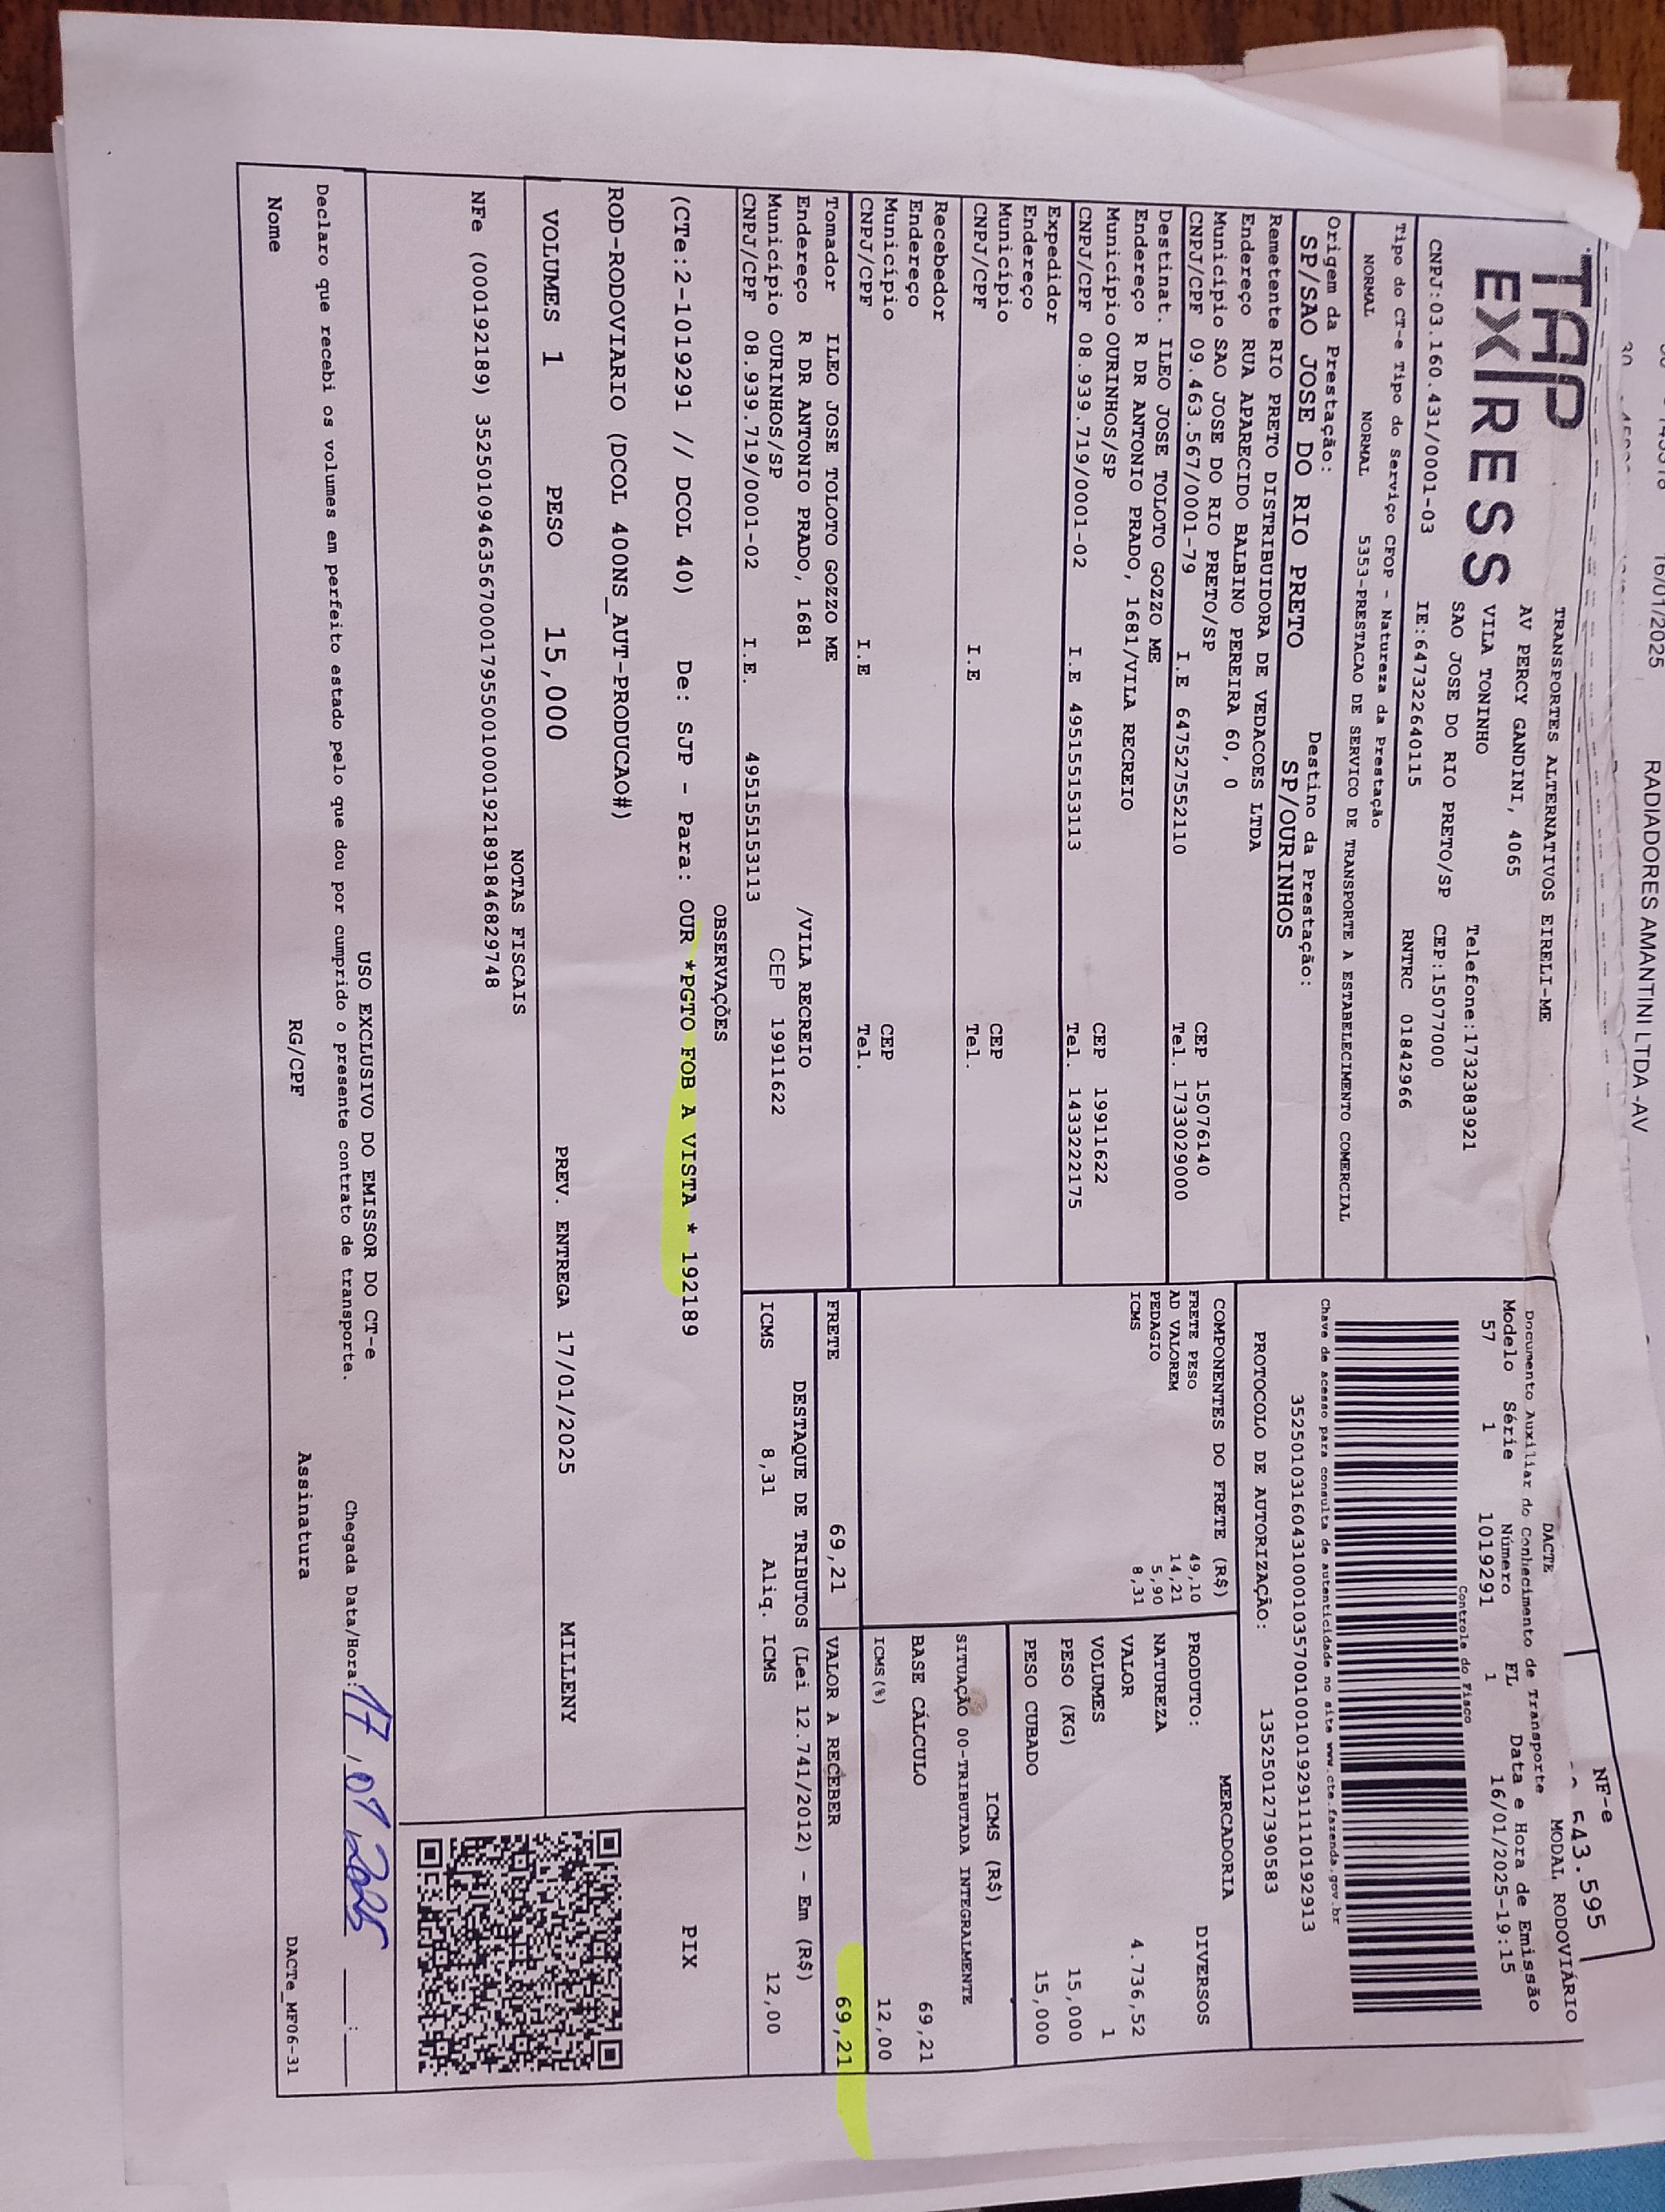 16/01/2025
RADIADORES AMANTINI LTDA -AV
NF-e
543.595
TAP
EXPRESS
TRANSPORTES ALTERNATIVOS EIRELI-ME
AV PERCY GANDINI, 4065
VILA TONINHO
SAO JOSE DO RIO PRETO/SP CEP:15077000
Telefone:1732383921
CNPJ:03.160.431/0001-03 IE:647322640115 RNTRC 01842966
DACTE
MODAL RODOVIÁRIO
Documento Auxiliar do Conhecimento de Transporte
Modelo Série Número FL Data e Hora de Emissão
57 1 1019291 1 16/01/2025-19:15
Controle do Fisco
Tipo do CT-e Tipo do Serviço CFOP - Natureza da Prestação
NORMAL NORMAL 5353-PRESTACAO DE SERVICO DE TRANSPORTE A ESTABELECIMENTO COMERCIAL
Chave de acesso para consulta de autenticidade no site www.cte.fazenda.gov.br
35250103160431000103570010010192911110192913
Origem da Prestação: Destino da Prestação:
SP/SAO JOSE DO RIO PRETO SP/OURINHOS
PROTOCOLO DE AUTORIZAÇÃO: 135250127390583
Remetente RIO PRETO DISTRIBUIDORA DE VEDACOES LTDA
Endereço RUA APARECIDO BALBINO PEREIRA 60, 0
Município SAO JOSE DO RIO PRETO/SP CEP 15076140
CNPJ/CPF 09.463.567/0001-79 I.E 647527552110 Tel. 1733029000
Destinat. ILEO JOSE TOLOTO GOZZO ME
Endereço R DR ANTONIO PRADO, 1681/VILA RECREIO
Município OURINHOS/SP CEP 19911622
CNPJ/CPF 08.939.719/0001-02 I.E 495155153113 Tel. 1433222175
Expedidor
Endereço
Município CEP
CNPJ/CPF I.E Tel.
Recebedor
Endereço
Município CEP
CNPJ/CPF I.E Tel.
Tomador ILEO JOSE TOLOTO GOZZO ME
Endereço R DR ANTONIO PRADO, 1681 /VILA RECREIO
Município OURINHOS/SP CEP 19911622
CNPJ/CPF 08.939.719/0001-02 I.E. 495155153113
COMPONENTES DO FRETE (R$)
FRETE PESO 49,10
AD VALOREM 14,21
PEDAGIO 5,90
ICMS 8,31
MERCADORIA
PRODUTO: DIVERSOS
NATUREZA
VALOR 4.736,52
VOLUMES 1
PESO (KG) 15,000
PESO CUBADO 15,000
ICMS (R$)
SITUAÇÃO 00-TRIBUTADA INTEGRALMENTE
BASE CÁLCULO 69,21
ICMS(%) 12,00
FRETE 69,21 VALOR A RECEBER 69,21
DESTAQUE DE TRIBUTOS (Lei 12.741/2012) - Em (R$)
ICMS 8,31 Aliq. ICMS 12,00
OBSERVAÇÕES
(CTe:2-1019291 // DCOL 40) De: SJP - Para: OUR *PGTO FOB A VISTA * 192189
ROD-RODOVIARIO (DCOL 400NS_AUT-PRODUCAO#)
PIX
VOLUMES 1 PESO 15,000 PREV. ENTREGA 17/01/2025 MILLENY
NOTAS FISCAIS
NFe (000192189) 35250109463567000179550010001921891846829748
USO EXCLUSIVO DO EMISSOR DO CT-e
Declaro que recebi os volumes em perfeito estado pelo que dou por cumprido o presente contrato de transporte. Chegada Data/Hora: 17/01/2025 ___:___
Nome RG/CPF Assinatura DACTe_MF06-31